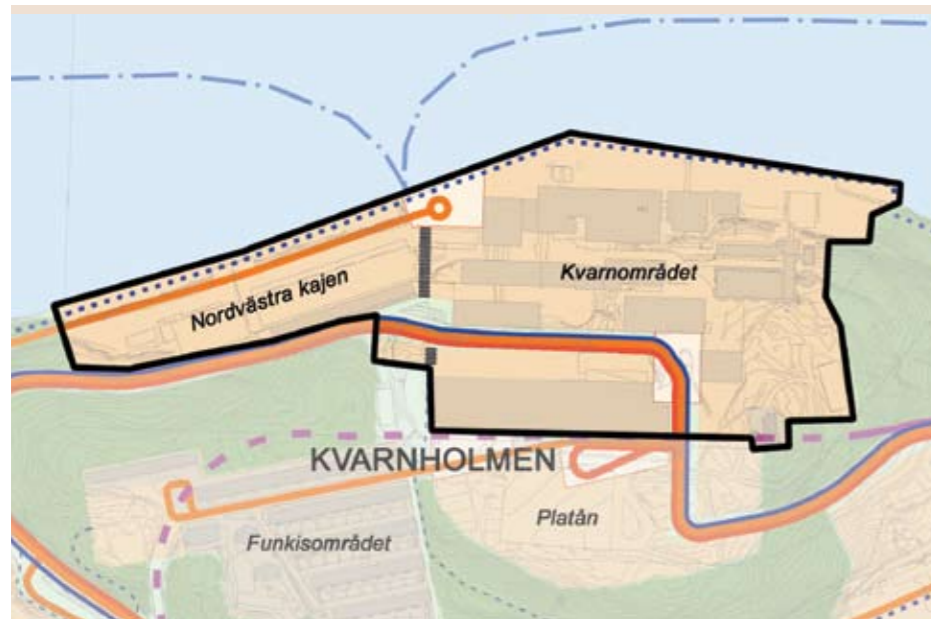 Kvarnområdet
Nordvästra kajen
KVARNHOLMEN
Platån
Funkisområdet